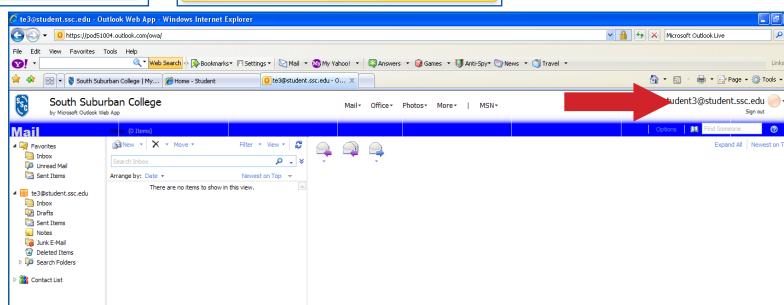 te3@student.ssc.edu - Outlook Web App - Windows Internet Explorer
https://pod51004.outlook.com/owa/
Microsoft Outlook Live
File Edit View Favorites Tools Help
Web Search Bookmarks Settings Mail My Yahoo! Answers Games Anti-Spy News Travel
South Suburban College | My... Home - Student te3@student.ssc.edu - O... Page Tools
South Suburban College
by Microsoft Outlook Web App
Mail Office Photos More | MSN
student3@student.ssc.edu
Sign out
Mail (0 Items) Options Find Someone
Favorites New Move Filter View Expand All Newest on T
Inbox
Unread Mail Search Inbox
Sent Items Arrange by: Date Newest on Top
There are no items to show in this view.
te3@student.ssc.edu
Inbox
Drafts
Sent Items
Notes
Junk E-Mail
Deleted Items
Search Folders
Contact List